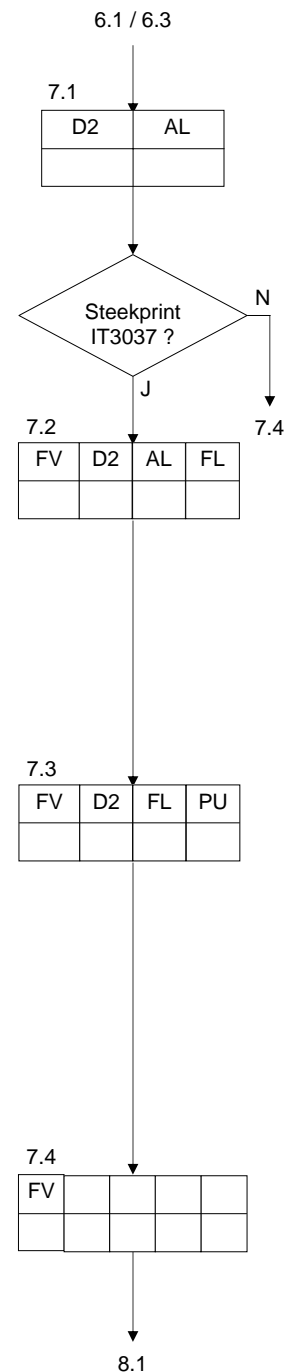 6.1 / 6.3
7.1
D2 AL
Steekprint
IT3037 ?
N
J
7.4
7.2
FV D2 AL FL
7.3
FV D2 FL PU
7.4
FV
8.1